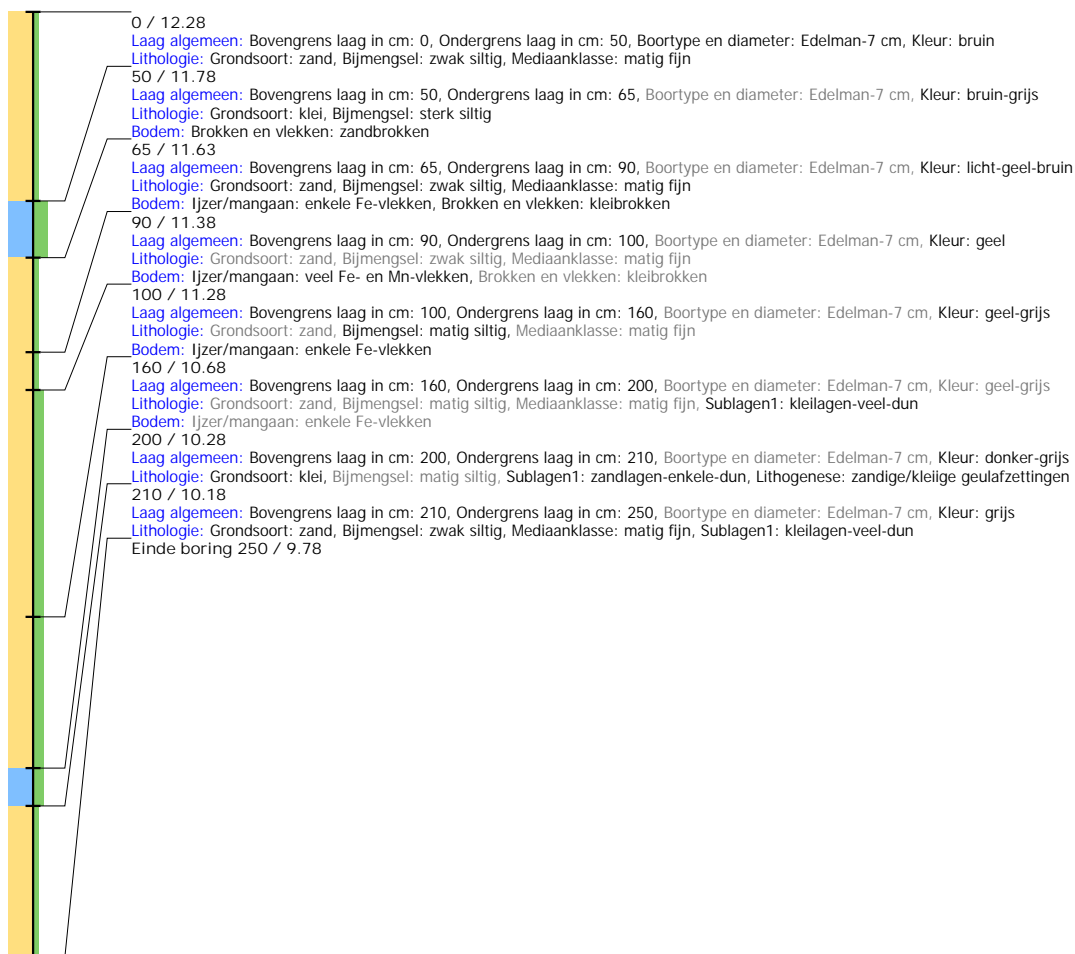 0 / 12.28
Laag algemeen: Bovengrens laag in cm: 0, Ondergrens laag in cm: 50, Boortype en diameter: Edelman-7 cm, Kleur: bruin
Lithologie: Grondsoort: zand, Bijmengsel: zwak siltig, Mediaanklasse: matig fijn
50 / 11.78
Laag algemeen: Bovengrens laag in cm: 50, Ondergrens laag in cm: 65, Boortype en diameter: Edelman-7 cm, Kleur: bruin-grijs
Lithologie: Grondsoort: klei, Bijmengsel: sterk siltig
Bodem: Brokken en vlekken: zandbrokken
65 / 11.63
Laag algemeen: Bovengrens laag in cm: 65, Ondergrens laag in cm: 90, Boortype en diameter: Edelman-7 cm, Kleur: licht-geel-bruin
Lithologie: Grondsoort: zand, Bijmengsel: zwak siltig, Mediaanklasse: matig fijn
Bodem: Ijzer/mangaan: enkele Fe-vlekken, Brokken en vlekken: kleibrokken
90 / 11.38
Laag algemeen: Bovengrens laag in cm: 90, Ondergrens laag in cm: 100, Boortype en diameter: Edelman-7 cm, Kleur: geel
Lithologie: Grondsoort: zand, Bijmengsel: zwak siltig, Mediaanklasse: matig fijn
Bodem: Ijzer/mangaan: veel Fe- en Mn-vlekken, Brokken en vlekken: kleibrokken
100 / 11.28
Laag algemeen: Bovengrens laag in cm: 100, Ondergrens laag in cm: 160, Boortype en diameter: Edelman-7 cm, Kleur: geel-grijs
Lithologie: Grondsoort: zand, Bijmengsel: matig siltig, Mediaanklasse: matig fijn
Bodem: Ijzer/mangaan: enkele Fe-vlekken
160 / 10.68
Laag algemeen: Bovengrens laag in cm: 160, Ondergrens laag in cm: 200, Boortype en diameter: Edelman-7 cm, Kleur: geel-grijs
Lithologie: Grondsoort: zand, Bijmengsel: matig siltig, Mediaanklasse: matig fijn, Sublagen1: kleilagen-veel-dun
Bodem: Ijzer/mangaan: enkele Fe-vlekken
200 / 10.28
Laag algemeen: Bovengrens laag in cm: 200, Ondergrens laag in cm: 210, Boortype en diameter: Edelman-7 cm, Kleur: donker-grijs
Lithologie: Grondsoort: klei, Bijmengsel: matig siltig, Sublagen1: zandlagen-enkele-dun, Lithogenese: zandige/kleiige geulafzettingen
210 / 10.18
Laag algemeen: Bovengrens laag in cm: 210, Ondergrens laag in cm: 250, Boortype en diameter: Edelman-7 cm, Kleur: grijs
Lithologie: Grondsoort: zand, Bijmengsel: zwak siltig, Mediaanklasse: matig fijn, Sublagen1: kleilagen-veel-dun
Einde boring 250 / 9.78